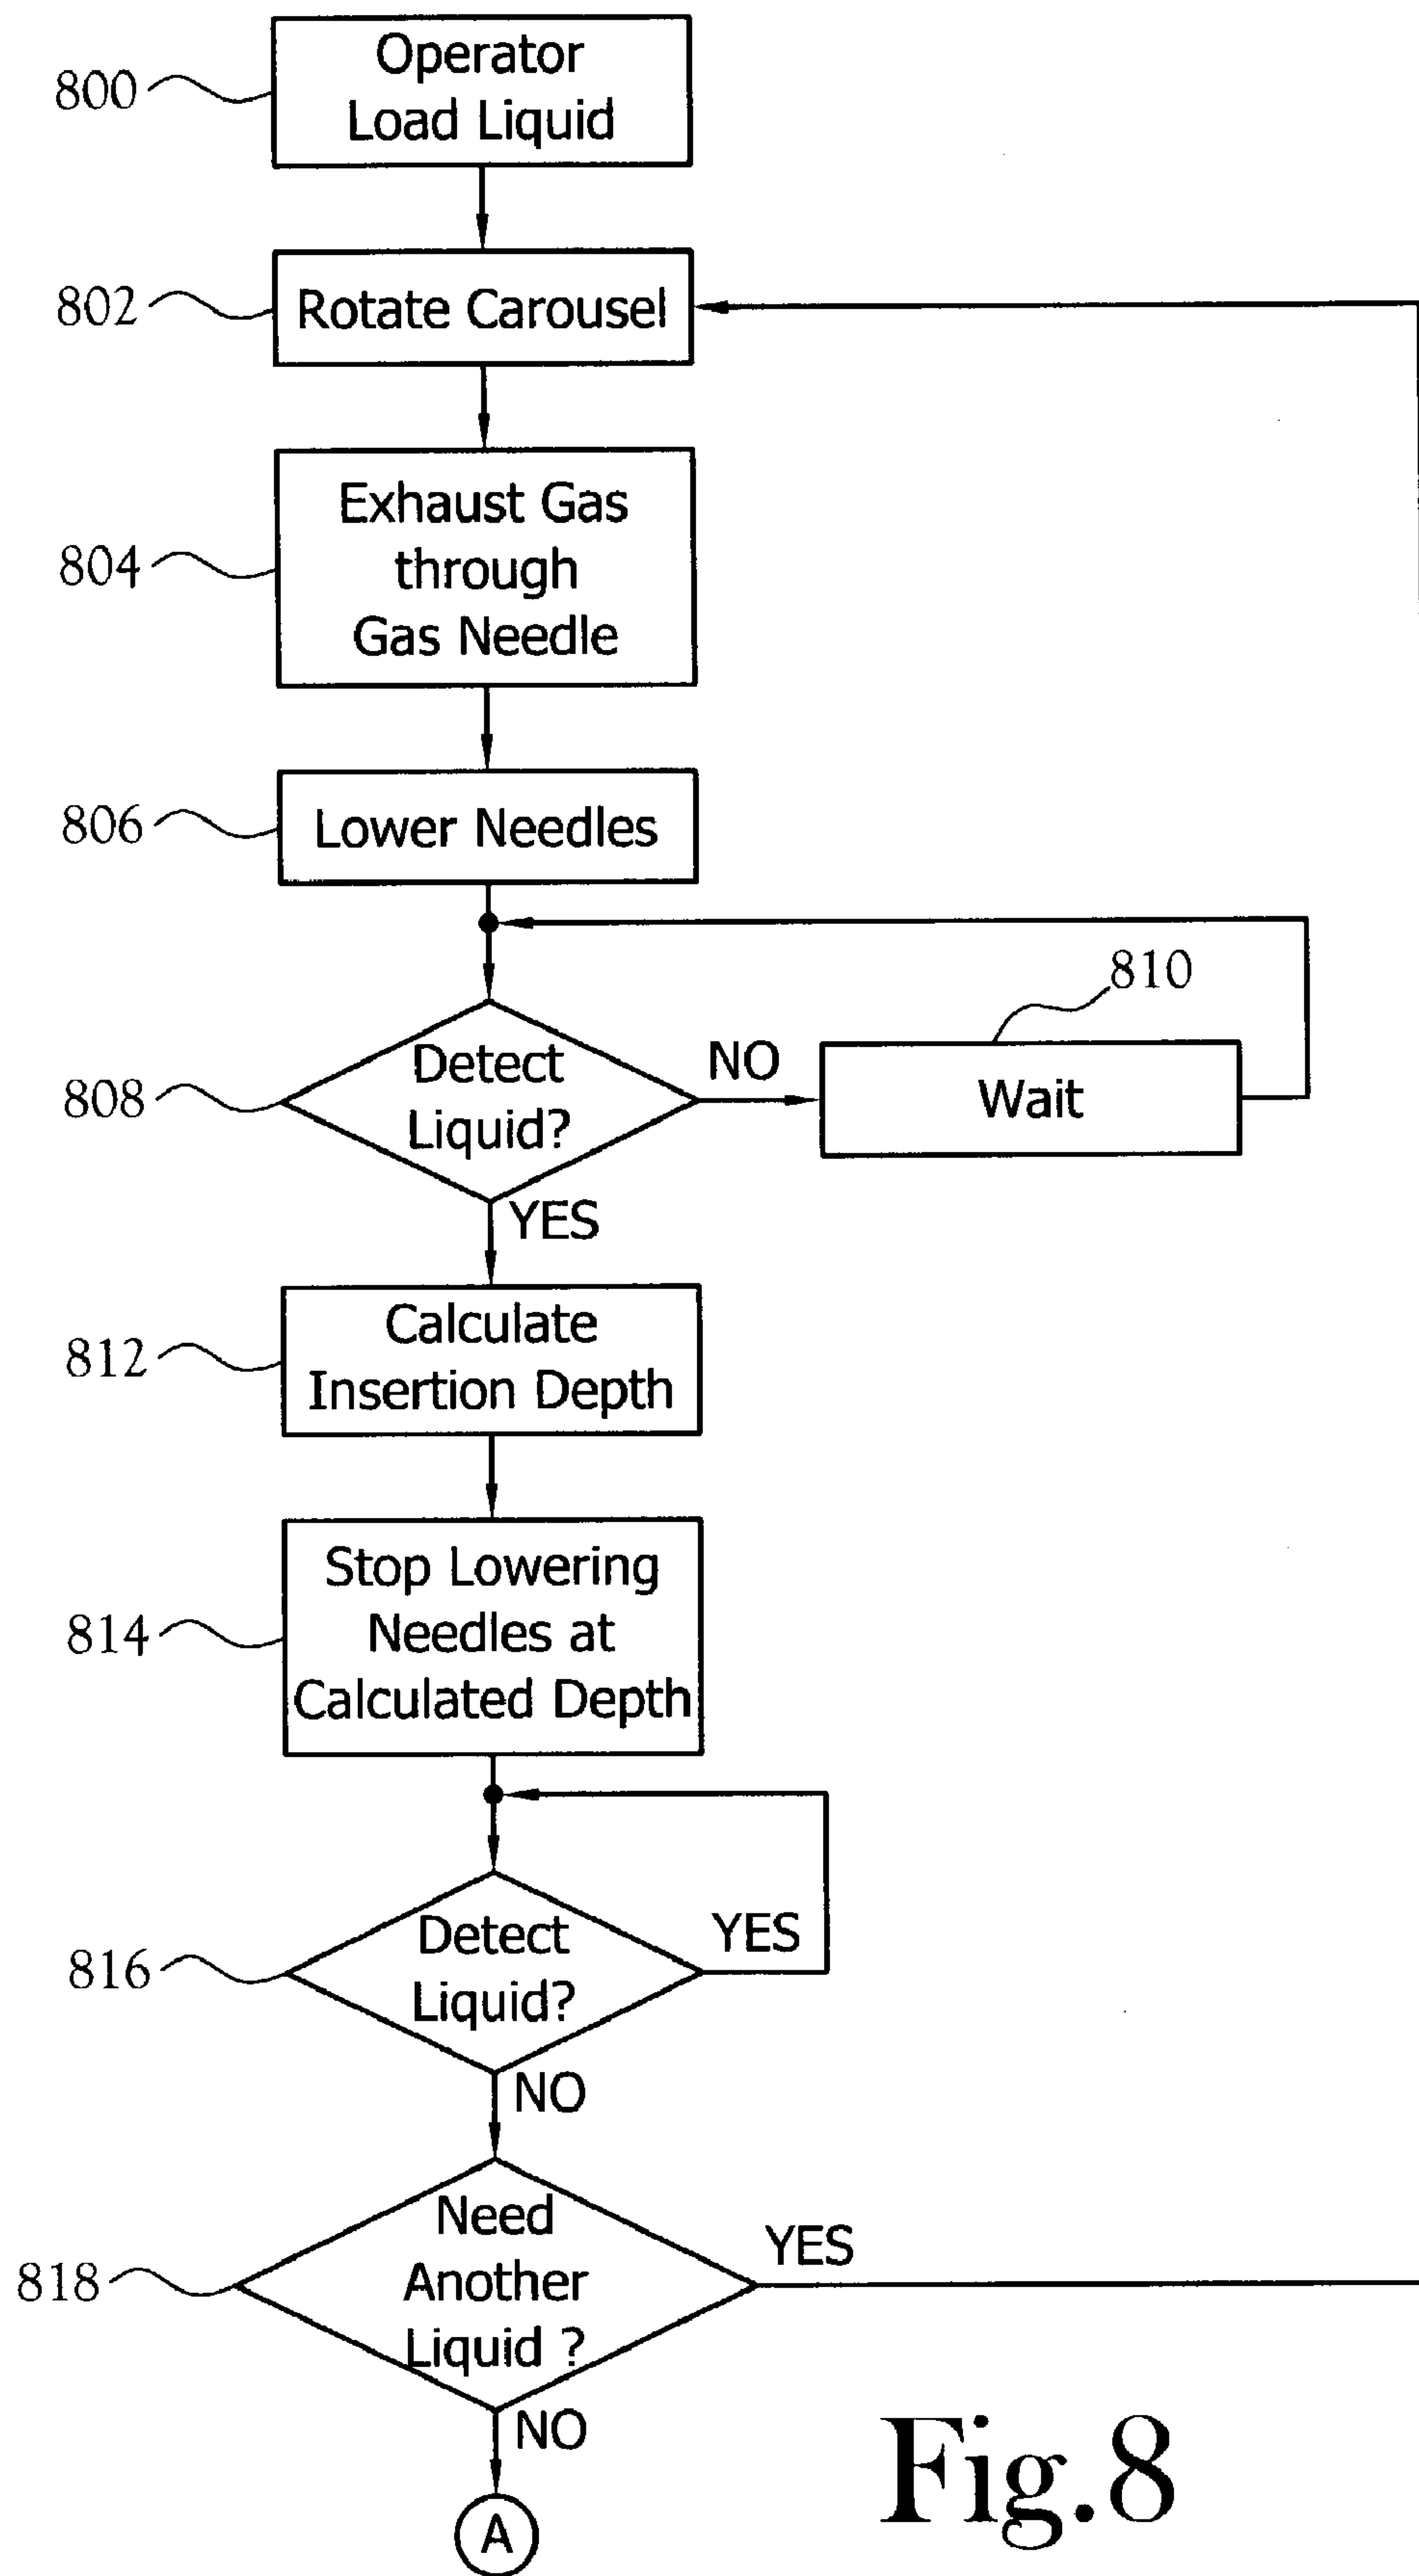 800
Operator
Load Liquid
802
Rotate Carousel
804
Exhaust Gas
through
Gas Needle
806
Lower Needles
808
Detect
Liquid?
NO
810
Wait
YES
812
Calculate
Insertion Depth
814
Stop Lowering
Needles at
Calculated Depth
816
Detect
Liquid?
YES
NO
818
Need
Another
Liquid ?
YES
NO
A
Fig.8